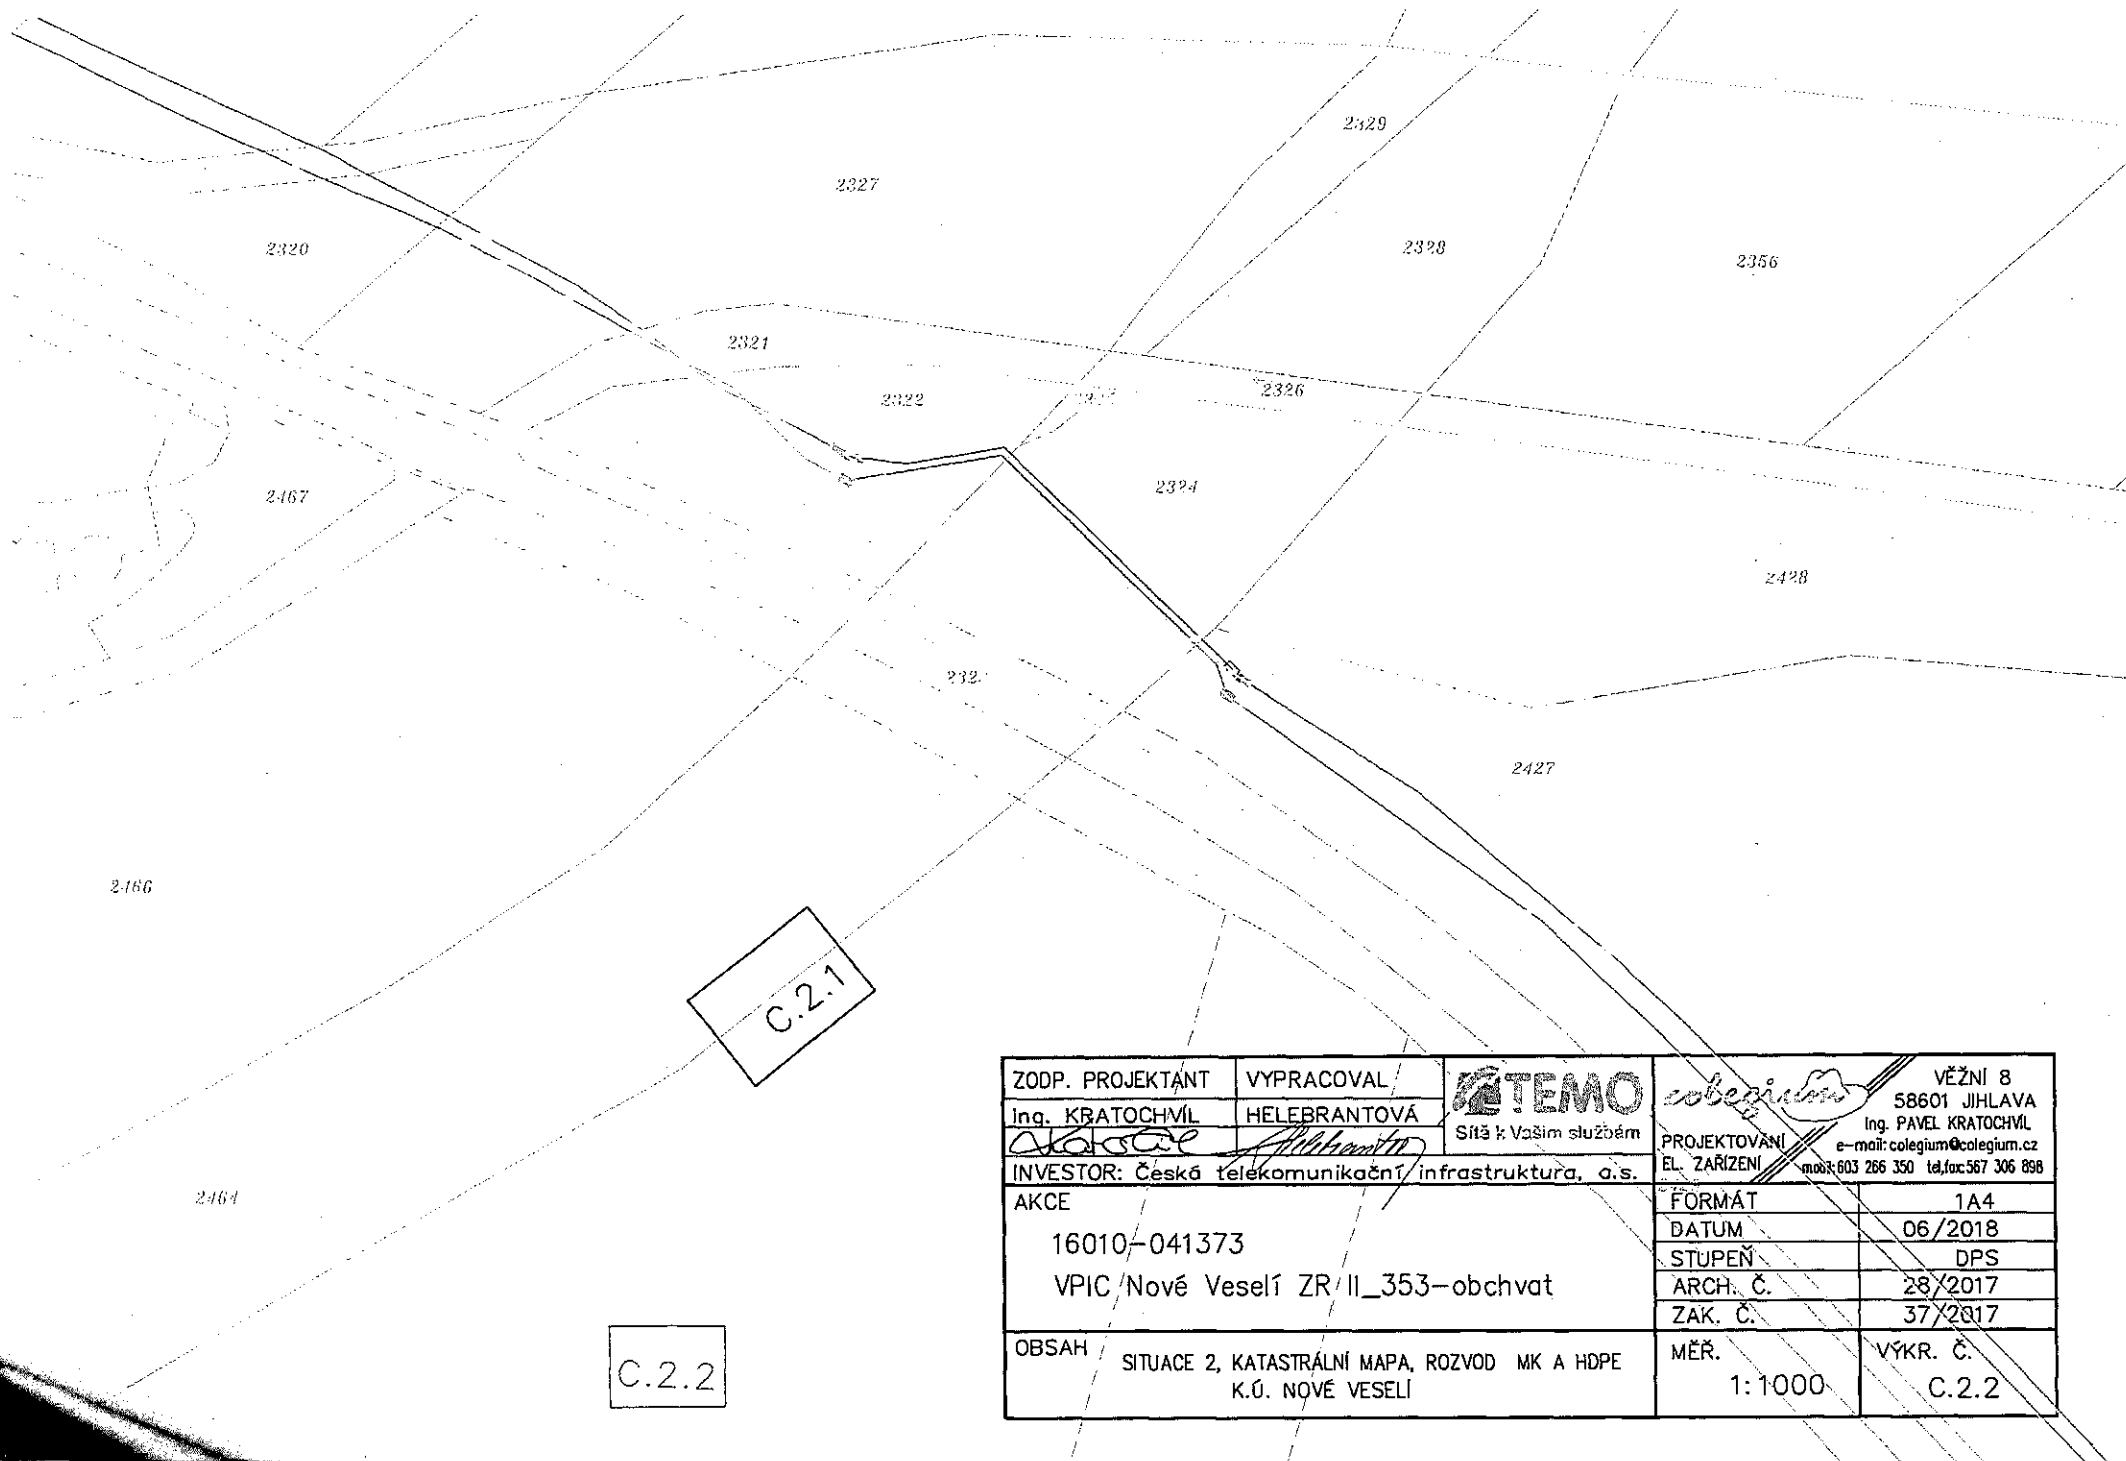 2329
2327
2320
2328
2356
2321
2322
2326
2467
2324
2428
232
2427
2466
C.2.1
2464
C.2.2
ZODP. PROJEKTANT
VYPRACOVAL
Ing. KRATOCHVÍL
HELEBRANTOVÁ
TEMO
Sítě k Vašim službám
colegium
PROJEKTOVÁNÍ
EL. ZAŘÍZENÍ
VĚŽNÍ 8
58601 JIHLAVA
Ing. PAVEL KRATOCHVÍL
e-mail: colegium@colegium.cz
mobil: 603 266 350 tel,fax: 567 306 898
INVESTOR: Česká telekomunikační infrastruktura, a.s.
AKCE
16010-041373
VPIC Nové Veselí ZR II_353-obchvat
FORMÁT 1A4
DATUM 06/2018
STUPEŇ DPS
ARCH. Č. 28/2017
ZAK. Č. 37/2017
OBSAH
SITUACE 2, KATASTRÁLNÍ MAPA, ROZVOD MK A HDPE
K.Ú. NOVÉ VESELÍ
MĚŘ.
1:1000
VÝKR. Č.
C.2.2